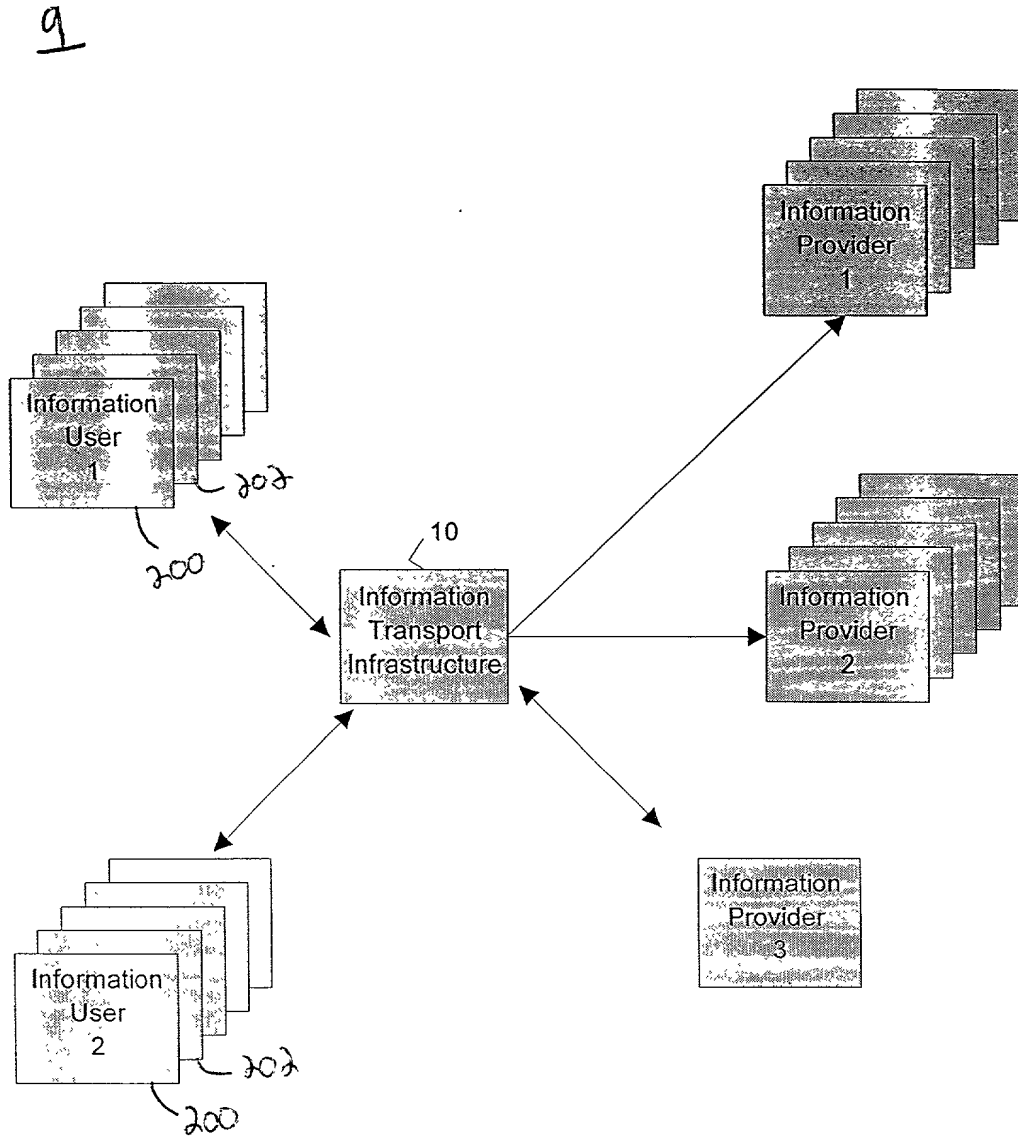 9
Information
Provider
1
Information
User
1
202
200
10
Information
Transport
Infrastructure
Information
Provider
2
Information
Provider
3
Information
User
2
202
200